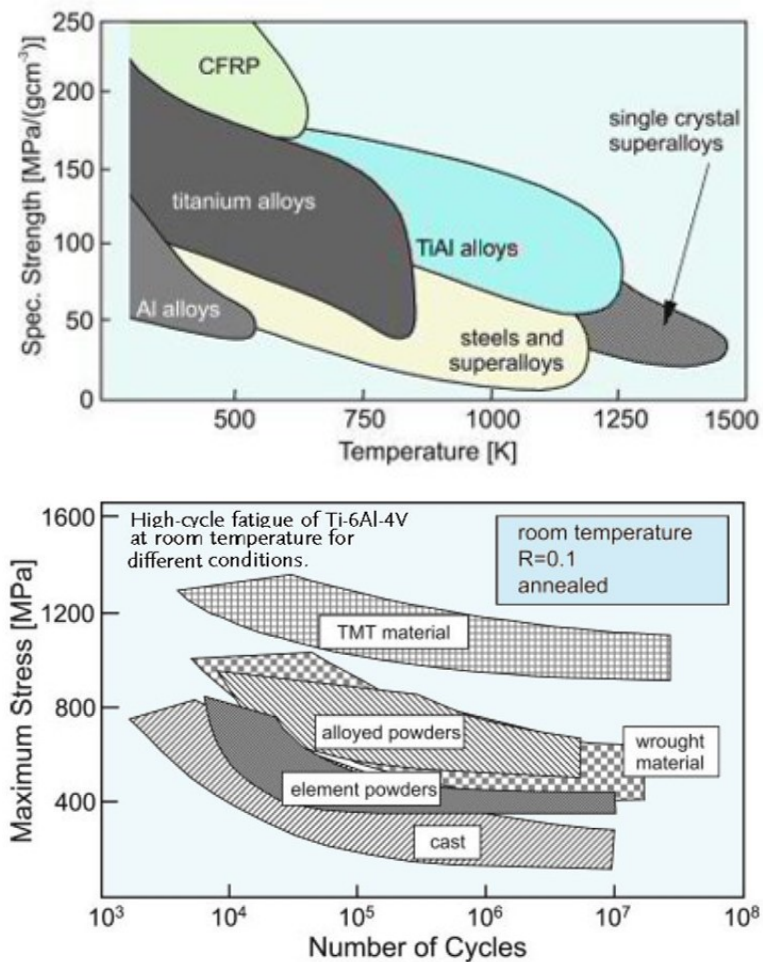 250
200
150
100
50
0
Spec. Strength [MPa/(gcm⁻³)]
CFRP
titanium alloys
Al alloys
TiAl alloys
steels and
superalloys
single crystal
superalloys
500
750
1000
1250
1500
Temperature [K]
High-cycle fatigue of Ti-6Al-4V
at room temperature for
different conditions.
room temperature
R=0.1
annealed
1600
1200
800
400
Maximum Stress [MPa]
TMT material
alloyed powders
wrought
material
element powders
cast
10³
10⁴
10⁵
10⁶
10⁷
10⁸
Number of Cycles